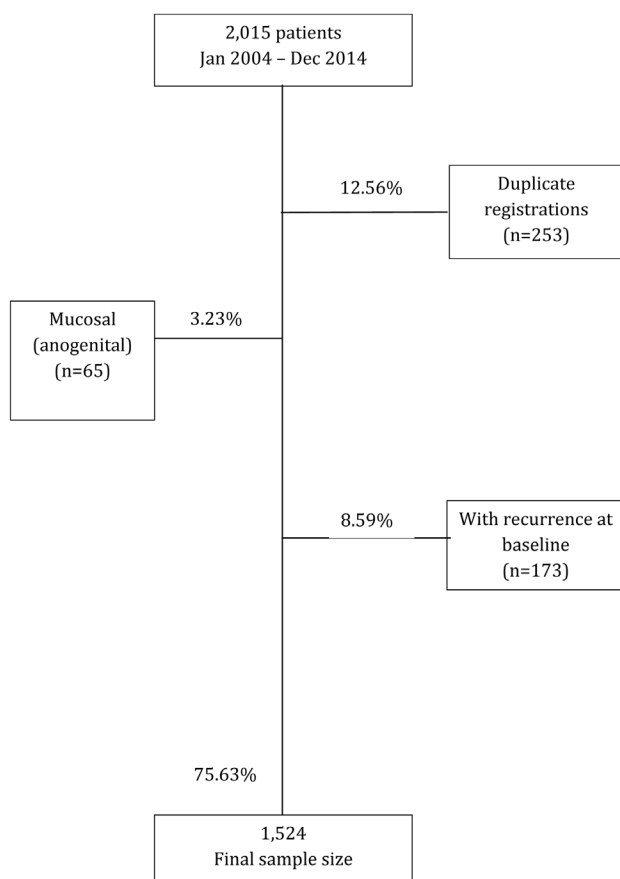 2,015 patients
Jan 2004 – Dec 2014
12.56%
Duplicate
registrations
(n=253)
3.23%
Mucosal
(anogenital)
(n=65)
8.59%
With recurrence at
baseline
(n=173)
75.63%
1,524
Final sample size